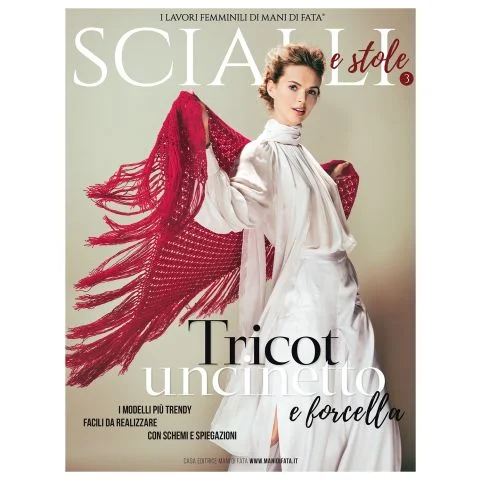 I LAVORI FEMMINILI DI MANI DI FATA®
SCIALLI
e stole
3
Tricot
uncinetto
e forcella
I MODELLI PIÙ TRENDY
FACILI DA REALIZZARE
CON SCHEMI E SPIEGAZIONI
CASA EDITRICE MANI DI FATA WWW.MANIDIFATA.IT